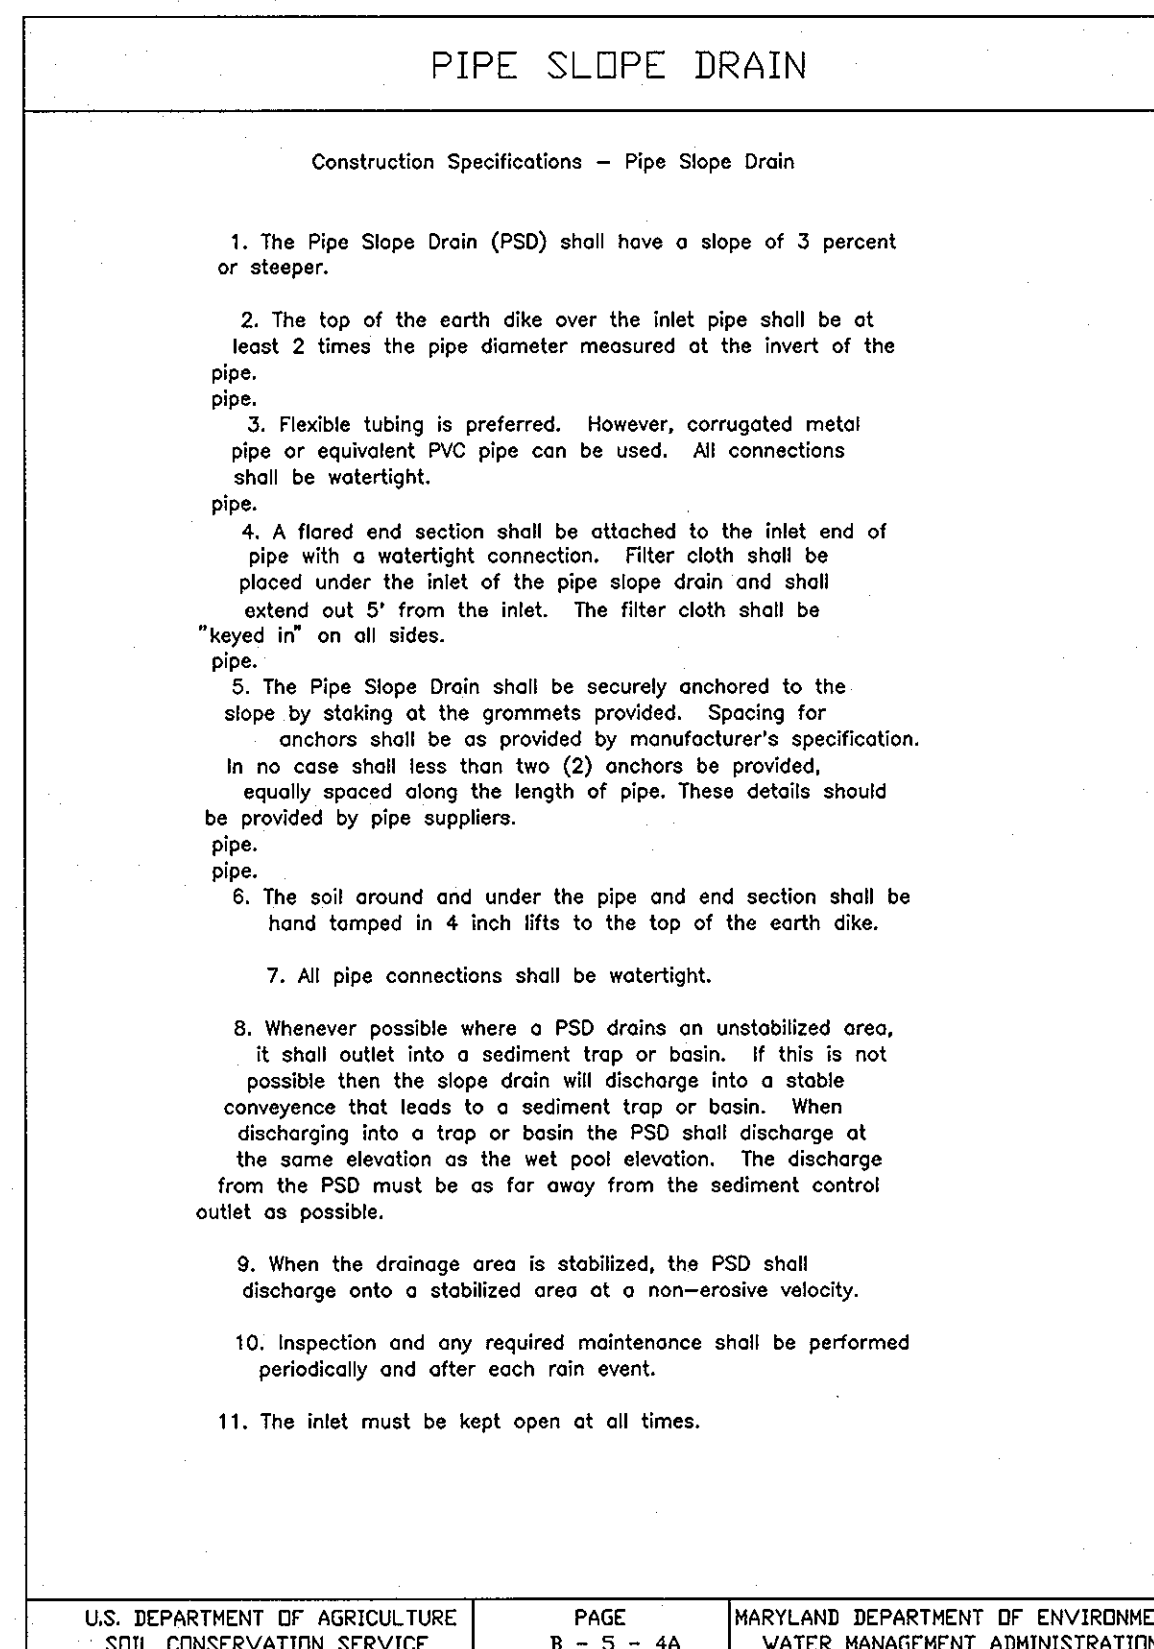 PIPE SLOPE DRAIN
Construction Specifications – Pipe Slope Drain
1. The Pipe Slope Drain (PSD) shall have a slope of 3 percent
or steeper.
2. The top of the earth dike over the inlet pipe shall be at
least 2 times the pipe diameter measured at the invert of the
pipe.
pipe.
3. Flexible tubing is preferred. However, corrugated metal
pipe or equivalent PVC pipe can be used. All connections
shall be watertight.
pipe.
4. A flared end section shall be attached to the inlet end of
pipe with a watertight connection. Filter cloth shall be
placed under the inlet of the pipe slope drain and shall
extend out 5' from the inlet. The filter cloth shall be
"keyed in" on all sides.
pipe.
5. The Pipe Slope Drain shall be securely anchored to the
slope by staking at the grommets provided. Spacing for
anchors shall be as provided by manufacturer's specification.
In no case shall less than two (2) anchors be provided,
equally spaced along the length of pipe. These details should
be provided by pipe suppliers.
pipe.
pipe.
6. The soil around and under the pipe and end section shall be
hand tamped in 4 inch lifts to the top of the earth dike.
7. All pipe connections shall be watertight.
8. Whenever possible where a PSD drains an unstabilized area,
it shall outlet into a sediment trap or basin. If this is not
possible then the slope drain will discharge into a stable
conveyence that leads to a sediment trap or basin. When
discharging into a trap or basin the PSD shall discharge at
the same elevation as the wet pool elevation. The discharge
from the PSD must be as far away from the sediment control
outlet as possible.
9. When the drainage area is stabilized, the PSD shall
discharge onto a stabilized area at a non–erosive velocity.
10. Inspection and any required maintenance shall be performed
periodically and after each rain event.
11. The inlet must be kept open at all times.
U.S. DEPARTMENT OF AGRICULTURE
SOIL CONSERVATION SERVICE
PAGE
B - 5 - 4A
MARYLAND DEPARTMENT OF ENVIRONME
WATER MANAGEMENT ADMINISTRATION